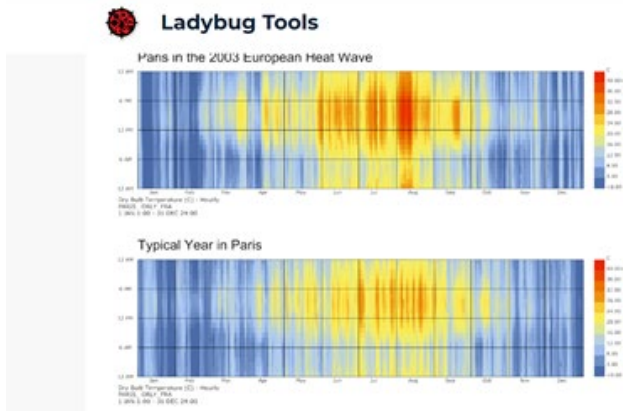 Ladybug Tools
Paris in the 2003 European Heat Wave
12 AM
6 PM
12 PM
6 AM
12 AM
Jan Feb Mar Apr May Jun Jul Aug Sep Oct Nov Dec
C
Dry Bulb Temperature (C) - Hourly
PARIS_ORLY_FRA
1 JAN 1:00 - 31 DEC 24:00
Typical Year in Paris
12 AM
6 PM
12 PM
6 AM
12 AM
Jan Feb Mar Apr May Jun Jul Aug Sep Oct Nov Dec
C
Dry Bulb Temperature (C) - Hourly
PARIS_ORLY_FRA
1 JAN 1:00 - 31 DEC 24:00